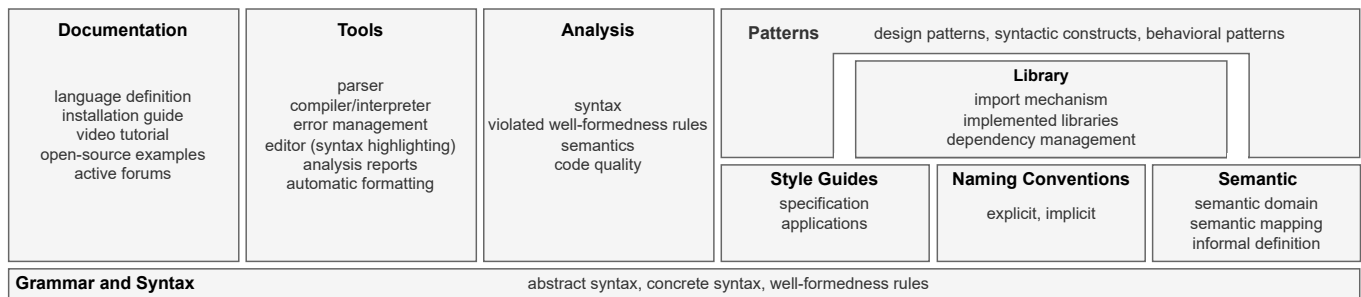 Documentation
language definition
installation guide
video tutorial
open-source examples
active forums
Tools
parser
compiler/interpreter
error management
editor (syntax highlighting)
analysis reports
automatic formatting
Analysis
syntax
violated well-formedness rules
semantics
code quality
Patterns design patterns, syntactic constructs, behavioral patterns
Library
import mechanism
implemented libraries
dependency management
Style Guides
specification
applications
Naming Conventions
explicit, implicit
Semantic
semantic domain
semantic mapping
informal definition
Grammar and Syntax abstract syntax, concrete syntax, well-formedness rules